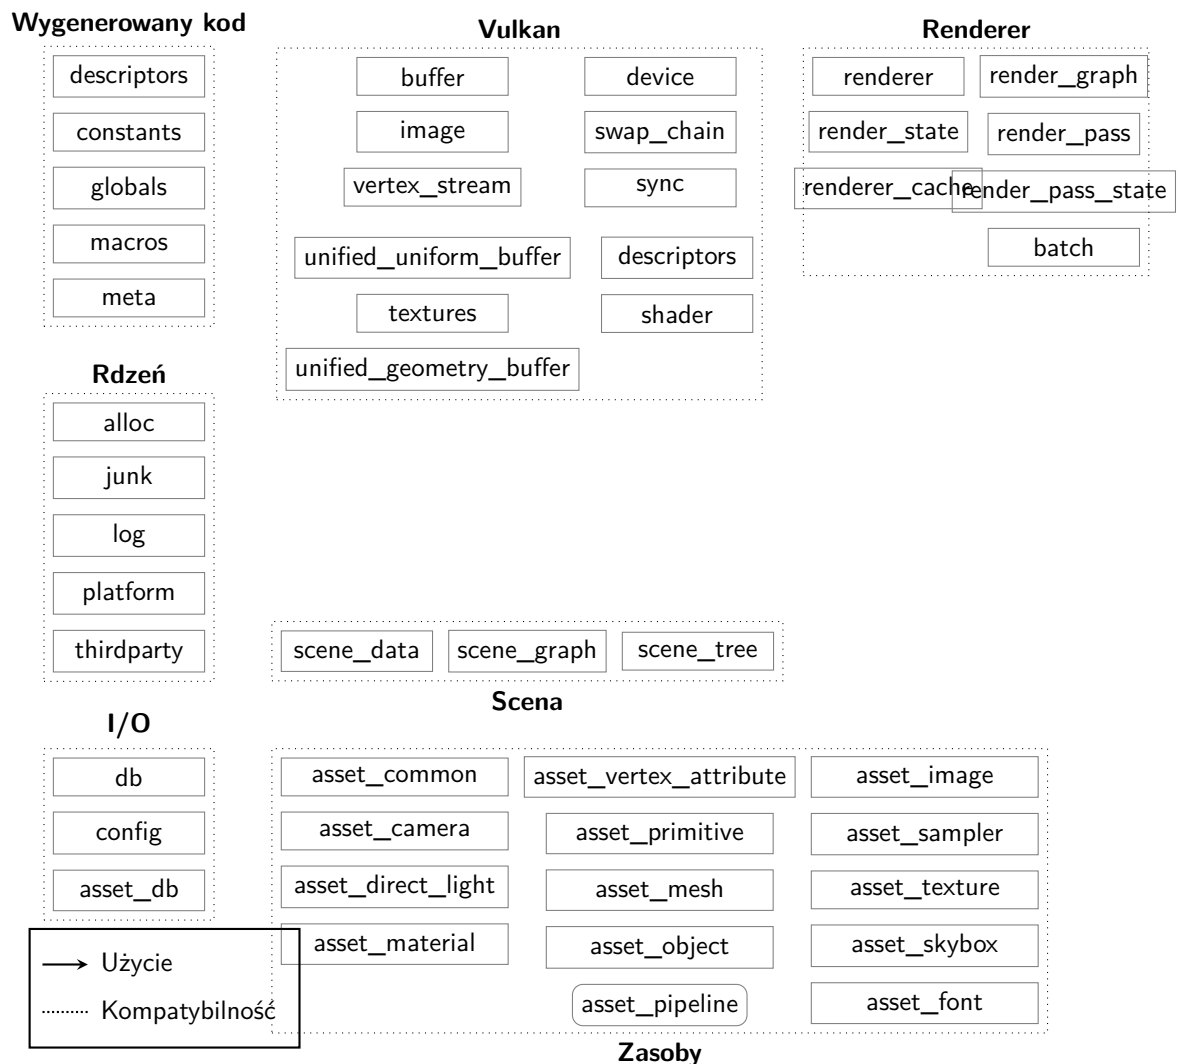 Wygenerowany kod
descriptors
constants
globals
macros
meta
Vulkan
buffer
device
image
swap_chain
vertex_stream
sync
unified_uniform_buffer
descriptors
textures
shader
unified_geometry_buffer
Renderer
renderer
render_graph
render_state
render_pass
renderer_cache
render_pass_state
batch
Rdzeń
alloc
junk
log
platform
thirdparty
scene_data
scene_graph
scene_tree
Scena
I/O
db
config
asset_db
asset_common
asset_vertex_attribute
asset_image
asset_camera
asset_primitive
asset_sampler
asset_direct_light
asset_mesh
asset_texture
asset_material
asset_object
asset_skybox
asset_pipeline
asset_font
Zasoby
Użycie
Kompatybilność